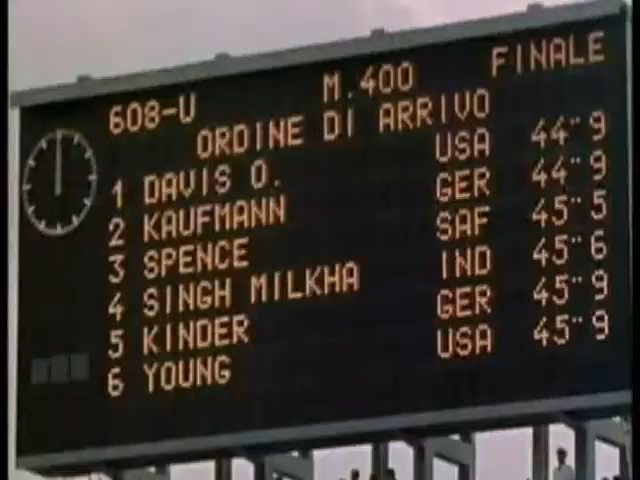 608-U M.400 FINALE
ORDINE DI ARRIVO
1 DAVIS O. USA 44"9
2 KAUFMANN GER 44"9
3 SPENCE SAF 45"5
4 SINGH MILKHA IND 45"6
5 KINDER GER 45"9
6 YOUNG USA 45"9